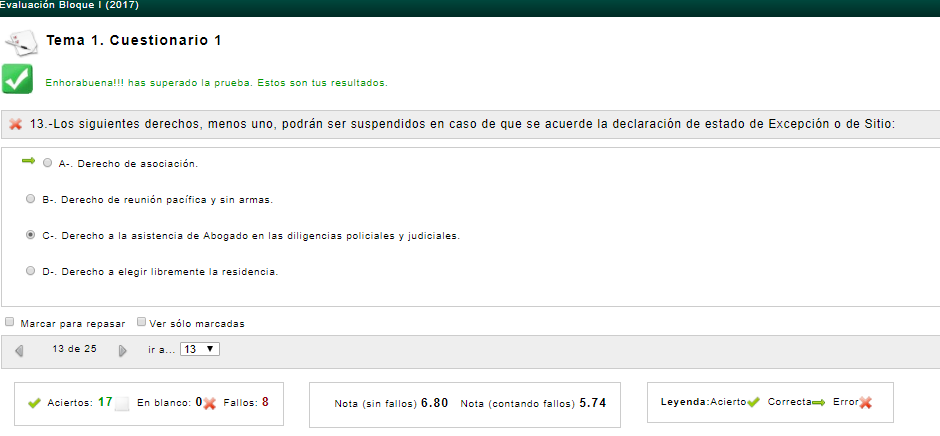 Evaluación Bloque I (2017)
Tema 1. Cuestionario 1
Enhorabuena!!! has superado la prueba. Estos son tus resultados.
13.-Los siguientes derechos, menos uno, podrán ser suspendidos en caso de que se acuerde la declaración de estado de Excepción o de Sitio:
A-. Derecho de asociación.
B-. Derecho de reunión pacífica y sin armas.
C-. Derecho a la asistencia de Abogado en las diligencias policiales y judiciales.
D-. Derecho a elegir libremente la residencia.
Marcar para repasar Ver sólo marcadas
13 de 25 ir a... 13
Aciertos: 17 En blanco: 0 Fallos: 8 Nota (sin fallos) 6.80 Nota (contando fallos) 5.74 Leyenda:Acierto Correcta Error